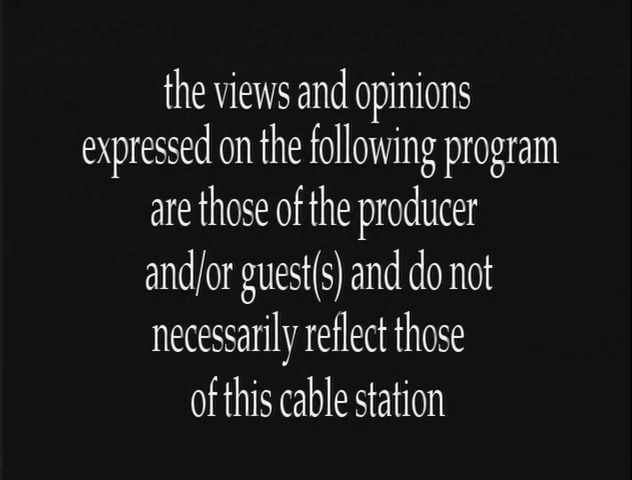 the views and opinions
expressed on the following program
are those of the producer
and/or guest(s) and do not
necessarily reflect those
of this cable station